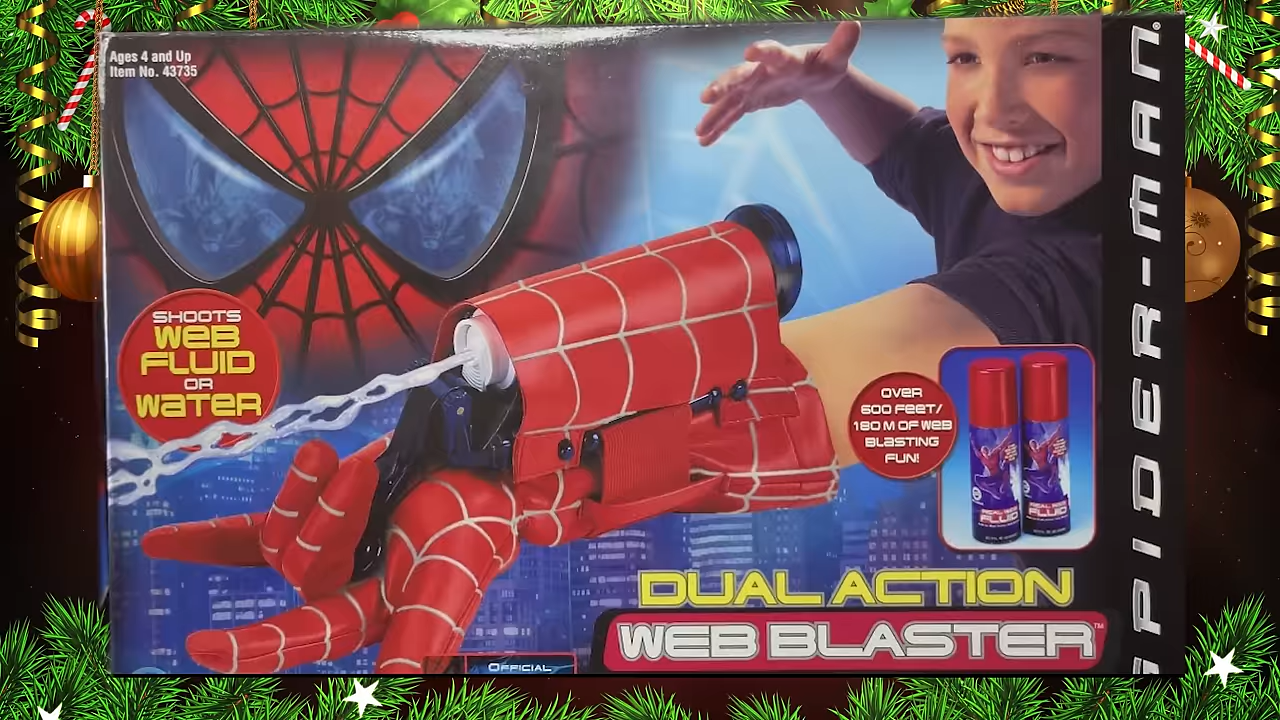 Ages 4 and Up
Item No. 43735
SHOOTS
WEB
FLUID
OR
WATER
OVER
600 FEET/
180 M OF WEB
BLASTING
FUN!
FLUID
FLUID
DUAL ACTION
WEB BLASTER™
OFFICIAL
SPIDER-MAN®